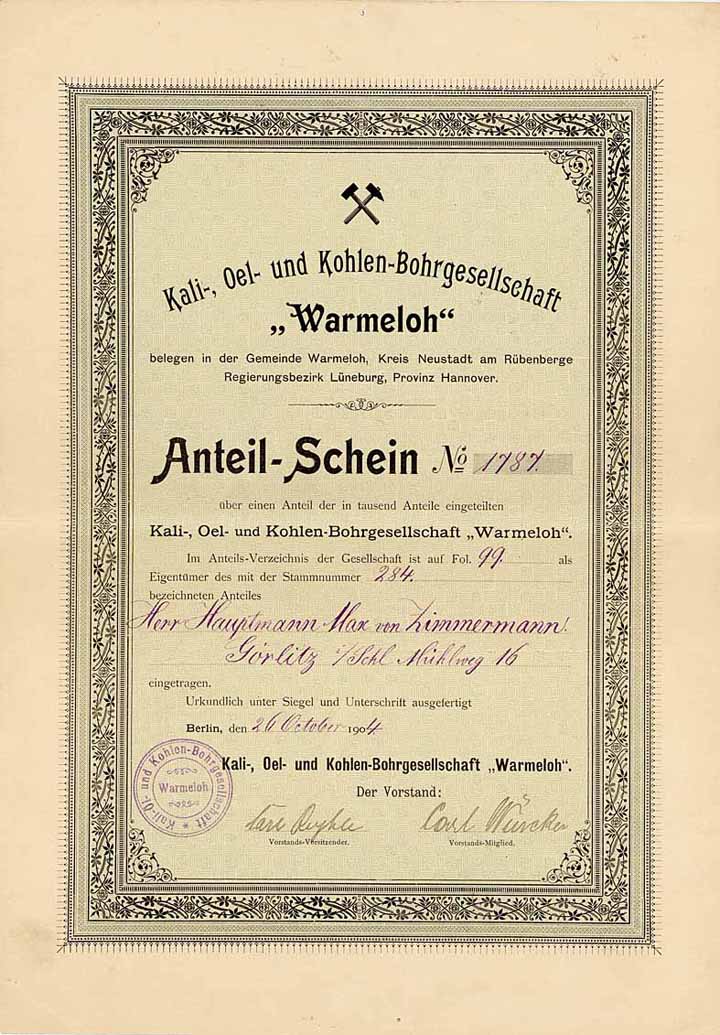 Kali-, Oel- und Kohlen-Bohrgesellschaft
„Warmeloh“
belegen in der Gemeinde Warmeloh, Kreis Neustadt am Rübenberge
Regierungsbezirk Lüneburg, Provinz Hannover.
Anteil-Schein No 1787.
über einen Anteil der in tausend Anteile eingeteilten
Kali-, Oel- und Kohlen-Bohrgesellschaft „Warmeloh“.
Im Anteils-Verzeichnis der Gesellschaft ist auf Fol. 99. als
Eigentümer des mit der Stammnummer 284.
bezeichneten Anteiles
Herr Hauptmann Max von Zimmermann
Görlitz i/Schl Mühlweg 16
eingetragen.
Urkundlich unter Siegel und Unterschrift ausgefertigt
Berlin, den 26 October 1904.
Kali-, Oel- und Kohlen-Bohrgesellschaft „Warmeloh“.
Der Vorstand:
Kali-Öl- und Kohlen-Bohrgesellschaft
Warmeloh
Carl
Carl Würcker
Vorstands-Vorsitzender.
Vorstands-Mitglied.